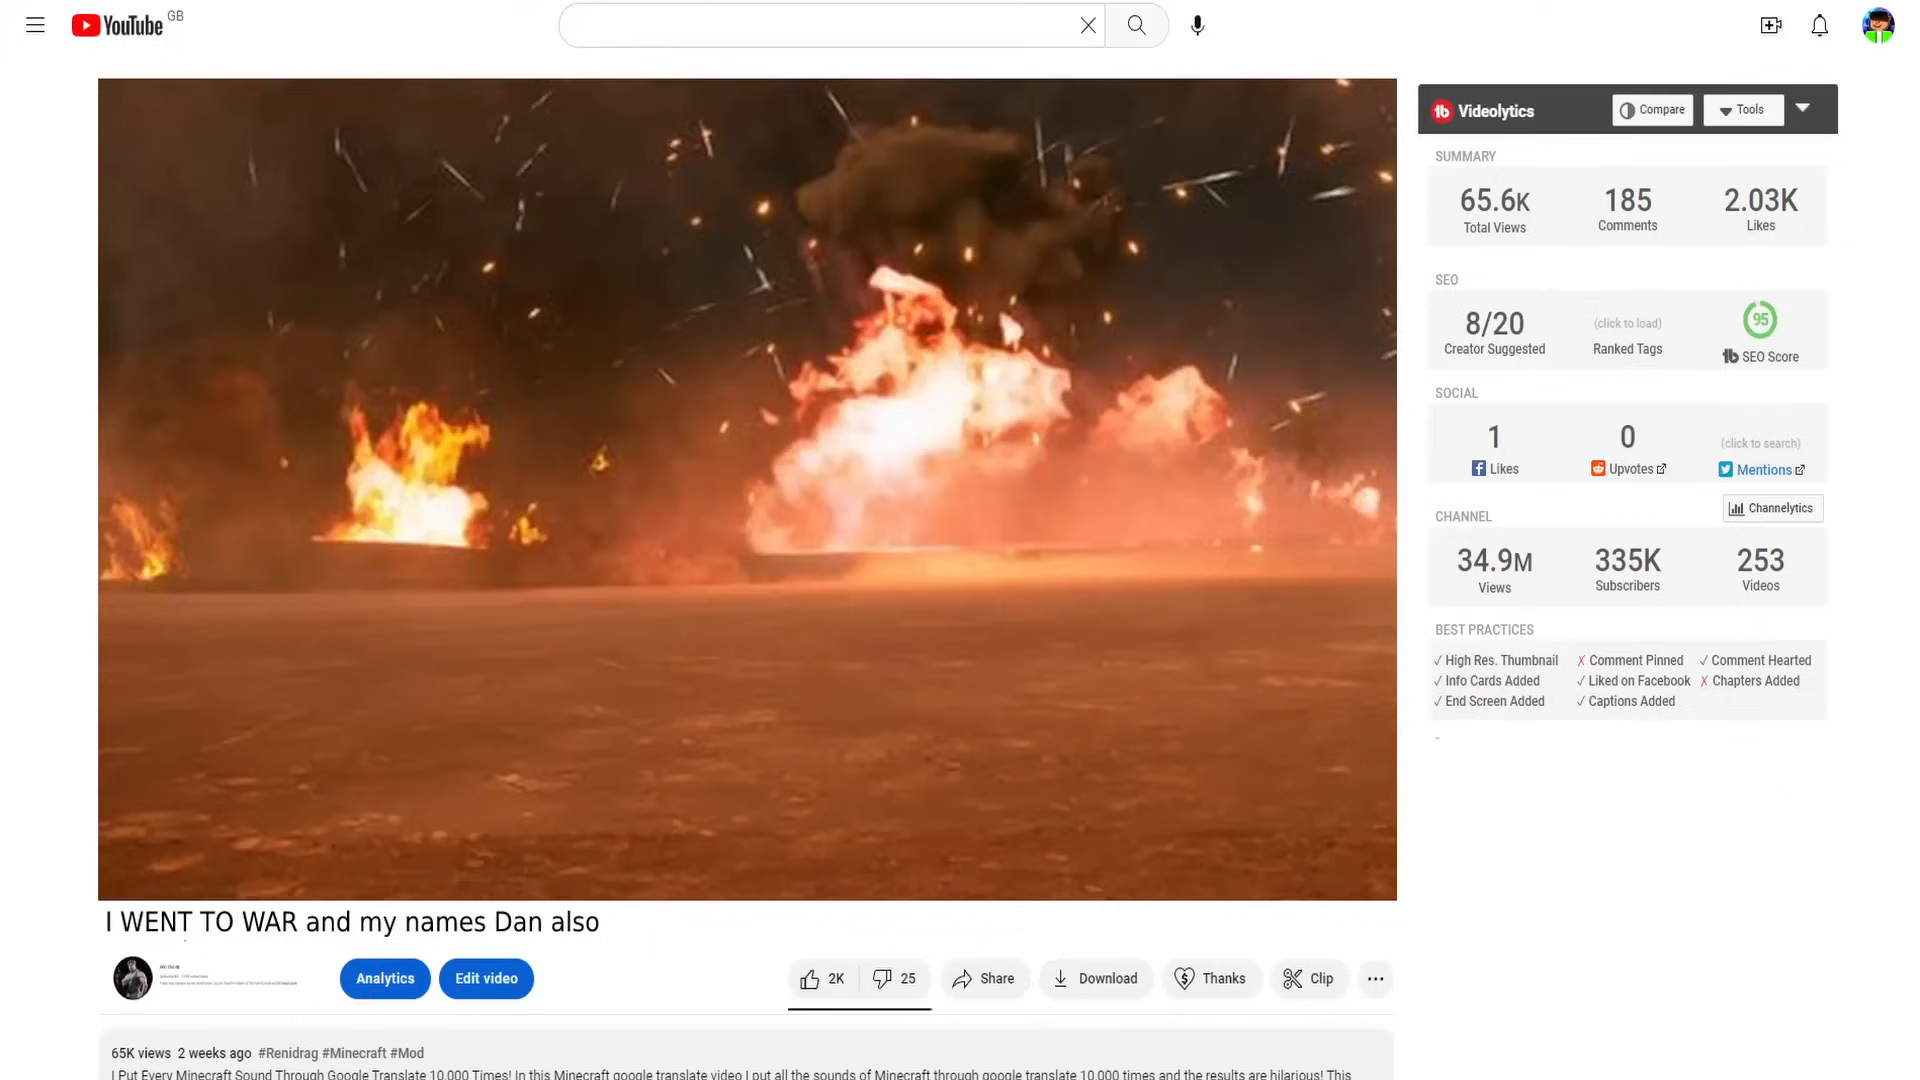 YouTube GB
tb Videolytics Compare Tools
SUMMARY
65.6K 185 2.03K
Total Views Comments Likes
SEO
8/20 (click to load) 95
Creator Suggested Ranked Tags tb SEO Score
SOCIAL
1 0 (click to search)
Likes Upvotes Mentions
CHANNEL Channelytics
34.9M 335K 253
Views Subscribers Videos
BEST PRACTICES
✓ High Res. Thumbnail ✗ Comment Pinned ✓ Comment Hearted
✓ Info Cards Added ✓ Liked on Facebook ✗ Chapters Added
✓ End Screen Added ✓ Captions Added
I WENT TO WAR and my names Dan also
Analytics Edit video 2K 25 Share Download Thanks Clip
65K views 2 weeks ago #Renidrag #Minecraft #Mod
I Put Every Minecraft Sound Through Google Translate 10,000 Times! In this Minecraft google translate video I put all the sounds of Minecraft through google translate 10,000 times and the results are hilarious! This